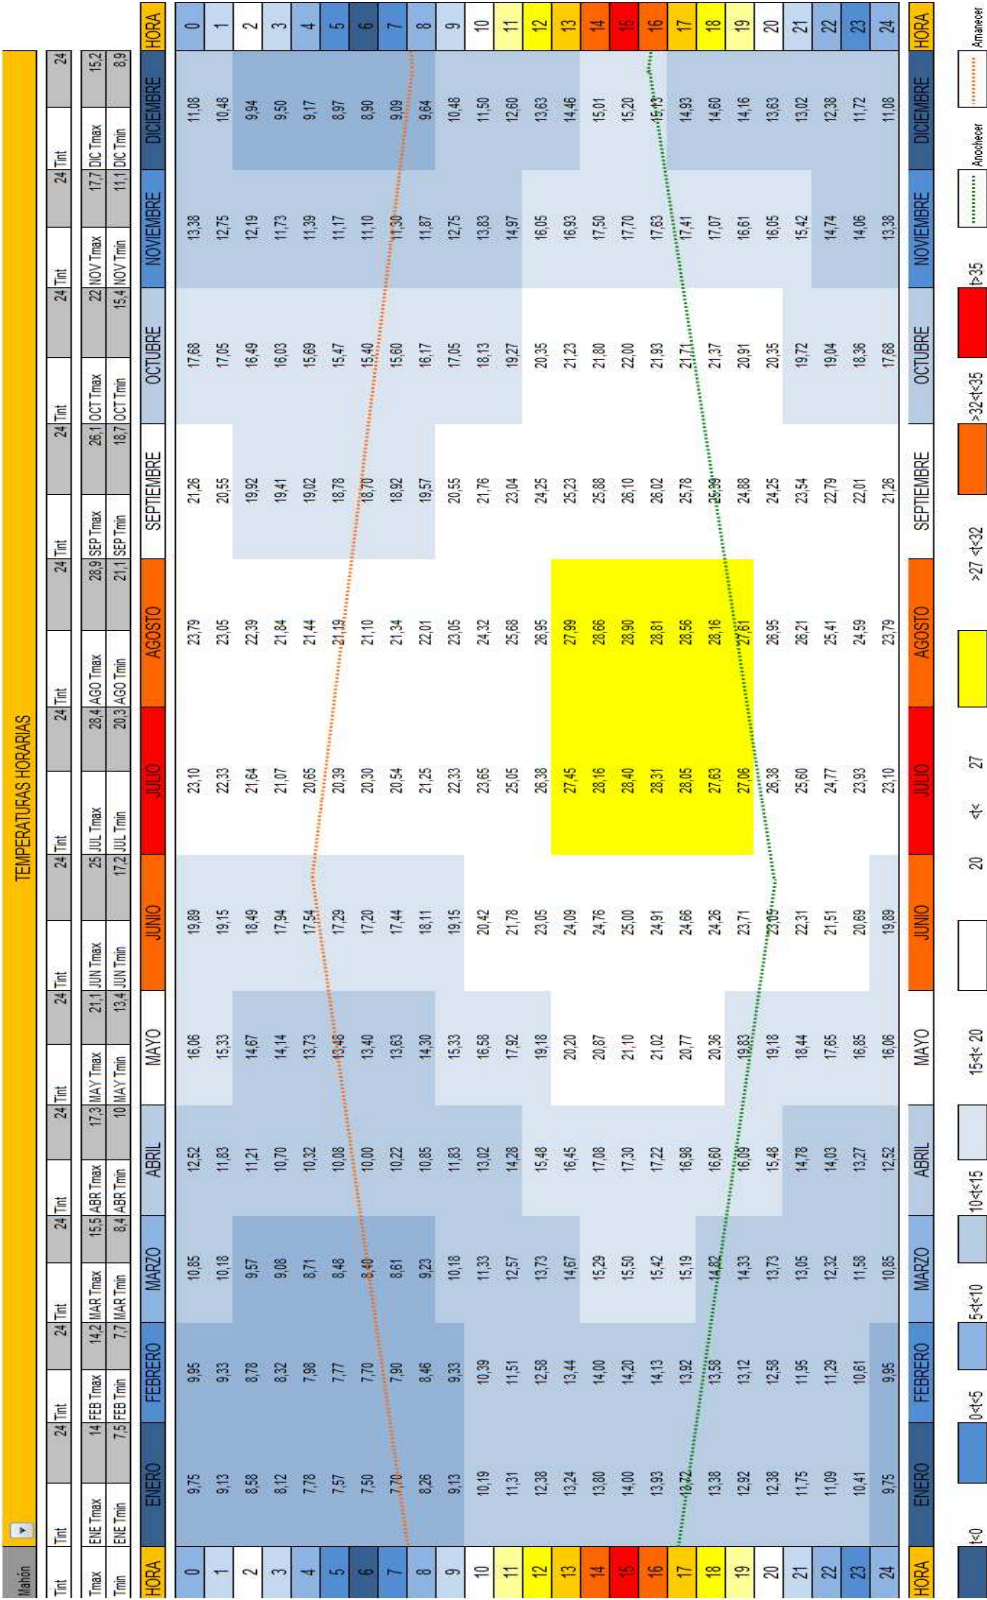 Mahón TEMPERATURAS HORARIAS
Tint Tint 24 Tint 24 Tint 24 Tint 24 Tint 24 Tint 24 Tint 24 Tint 24 Tint 24 Tint 24 Tint 24 Tint 24
Tmax ENE Tmax 14 FEB Tmax 14,2 MAR Tmax 15,5 ABR Tmax 17,3 MAY Tmax 21,1 JUN Tmax 25 JUL Tmax 28,4 AGO Tmax 28,9 SEP Tmax 26,1 OCT Tmax 22 NOV Tmax 17,7 DIC Tmax 15,2
Tmin ENE Tmin 7,5 FEB Tmin 7,7 MAR Tmin 8,4 ABR Tmin 10 MAY Tmin 13,4 JUN Tmin 17,2 JUL Tmin 20,3 AGO Tmin 21,1 SEP Tmin 18,7 OCT Tmin 15,4 NOV Tmin 11,1 DIC Tmin 8,9
HORA ENERO FEBRERO MARZO ABRIL MAYO JUNIO JULIO AGOSTO SEPTIEMBRE OCTUBRE NOVIEMBRE DICIEMBRE HORA
0 9,75 9,95 10,85 12,52 16,06 19,89 23,10 23,79 21,26 17,68 13,38 11,08 0
1 9,13 9,33 10,18 11,83 15,33 19,15 22,33 23,05 20,55 17,05 12,75 10,48 1
2 8,58 8,78 9,57 11,21 14,67 18,49 21,64 22,39 19,92 16,49 12,19 9,94 2
3 8,12 8,32 9,08 10,70 14,14 17,94 21,07 21,84 19,41 16,03 11,73 9,50 3
4 7,78 7,98 8,71 10,32 13,73 17,54 20,65 21,44 19,02 15,69 11,39 9,17 4
5 7,57 7,77 8,48 10,08 13,48 17,29 20,39 21,19 18,78 15,47 11,17 8,97 5
6 7,50 7,70 8,40 10,00 13,40 17,20 20,30 21,10 18,70 15,40 11,10 8,90 6
7 7,70 7,90 8,61 10,22 13,63 17,44 20,54 21,34 18,92 15,60 11,30 9,09 7
8 8,26 8,46 9,23 10,85 14,30 18,11 21,25 22,01 19,57 16,17 11,87 9,64 8
9 9,13 9,33 10,18 11,83 15,33 19,15 22,33 23,05 20,55 17,05 12,75 10,48 9
10 10,19 10,39 11,33 13,02 16,58 20,42 23,65 24,32 21,76 18,13 13,83 11,50 10
11 11,31 11,51 12,57 14,28 17,92 21,78 25,05 25,68 23,04 19,27 14,97 12,60 11
12 12,38 12,58 13,73 15,48 19,18 23,05 26,38 26,95 24,25 20,35 16,05 13,63 12
13 13,24 13,44 14,67 16,45 20,20 24,09 27,45 27,99 25,23 21,23 16,93 14,46 13
14 13,80 14,00 15,29 17,08 20,87 24,76 28,16 28,66 25,88 21,80 17,50 15,01 14
15 14,00 14,20 15,50 17,30 21,10 25,00 28,40 28,90 26,10 22,00 17,70 15,20 15
16 13,93 14,13 15,42 17,22 21,02 24,91 28,31 28,81 26,02 21,93 17,63 15,13 16
17 13,72 13,92 15,19 16,98 20,77 24,66 28,05 28,56 25,78 21,71 17,41 14,93 17
18 13,38 13,58 14,82 16,60 20,36 24,26 27,63 28,16 25,39 21,37 17,07 14,60 18
19 12,92 13,12 14,33 16,09 19,83 23,71 27,06 27,61 24,88 20,91 16,61 14,16 19
20 12,38 12,58 13,73 15,48 19,18 23,05 26,38 26,95 24,25 20,35 16,05 13,63 20
21 11,75 11,95 13,05 14,78 18,44 22,31 25,60 26,21 23,54 19,72 15,42 13,02 21
22 11,09 11,29 12,32 14,03 17,65 21,51 24,77 25,41 22,79 19,04 14,74 12,38 22
23 10,41 10,61 11,58 13,27 16,85 20,69 23,93 24,59 22,01 18,36 14,06 11,72 23
24 9,75 9,95 10,85 12,52 16,06 19,89 23,10 23,79 21,26 17,68 13,38 11,08 24
HORA ENERO FEBRERO MARZO ABRIL MAYO JUNIO JULIO AGOSTO SEPTIEMBRE OCTUBRE NOVIEMBRE DICIEMBRE HORA
t<0 0<t<5 5<t<10 10<t<15 15<t< 20 20 <t< 27 >27 <t<32 >32<t<35 t>35 Anochecer Amanecer